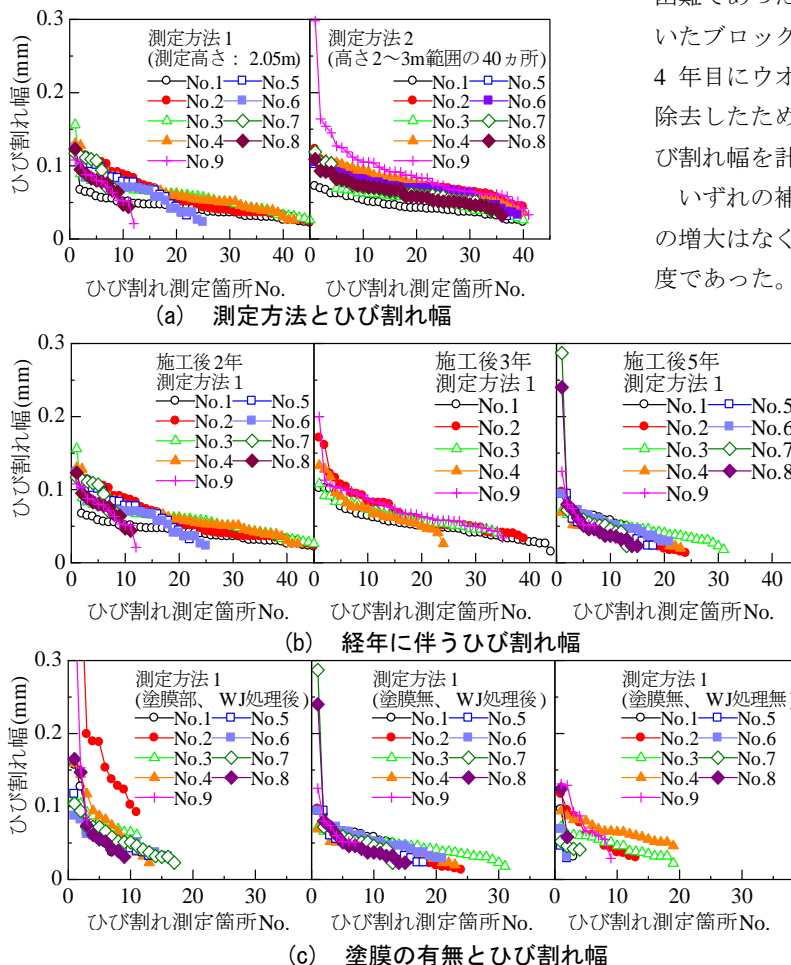 困難であった
いたブロック
4 年目にウオ
除去したため
び割れ幅を計
いずれの補
の増大はなく
度であった。
ひび割れ幅(mm)
0.3
0.2
0.1
0
測定方法1
(測定高さ：2.05m)
No.1 No.5
No.2 No.6
No.3 No.7
No.4 No.8
No.9
0 10 20 30 40
ひび割れ測定箇所No.
測定方法2
(高さ2～3m範囲の40ヵ所)
No.1 No.5
No.2 No.6
No.3 No.7
No.4 No.8
No.9
0 10 20 30 40
ひび割れ測定箇所No.
(a) 測定方法とひび割れ幅
ひび割れ幅(mm)
0.3
0.2
0.1
0
施工後2年
測定方法1
No.1 No.5
No.2 No.6
No.3 No.7
No.4 No.8
No.9
0 10 20 30
ひび割れ測定箇所No.
施工後3年
測定方法1
No.1
No.2
No.3
No.4
No.9
0 10 20 30 40
ひび割れ測定箇所No.
施工後5年
測定方法1
No.1 No.5
No.2 No.6
No.3 No.7
No.4 No.8
No.9
0 10 20 30 40
ひび割れ測定箇所No.
(b) 経年に伴うひび割れ幅
ひび割れ幅(mm)
0.3
0.2
0.1
0
測定方法1
(塗膜部、WJ処理後)
No.1 No.5
No.2 No.6
No.3 No.7
No.4 No.8
No.9
0 10 20 30
ひび割れ測定箇所No.
測定方法1
(塗膜無、WJ処理後)
No.1 No.5
No.2 No.6
No.3 No.7
No.4 No.8
No.9
0 10 20 30
ひび割れ測定箇所No.
測定方法1
(塗膜無、WJ処理無)
No.1 No.5
No.2 No.6
No.3 No.7
No.4 No.8
No.9
0 10 20 30
ひび割れ測定箇所No.
(c) 塗膜の有無とひび割れ幅